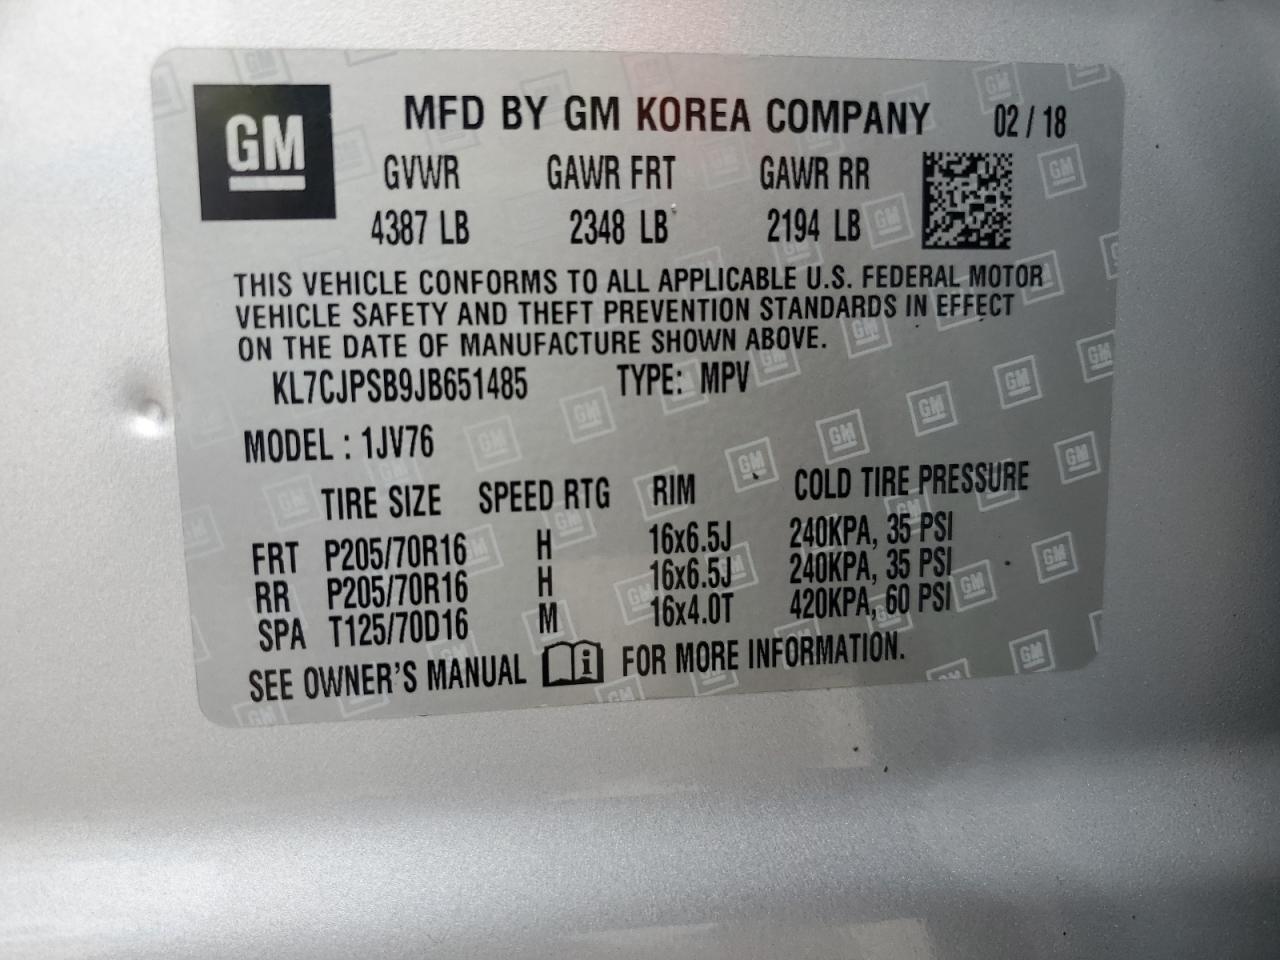 GM
MFD BY GM KOREA COMPANY 02 / 18
GVWR GAWR FRT GAWR RR
4387 LB 2348 LB 2194 LB
THIS VEHICLE CONFORMS TO ALL APPLICABLE U.S. FEDERAL MOTOR
VEHICLE SAFETY AND THEFT PREVENTION STANDARDS IN EFFECT
ON THE DATE OF MANUFACTURE SHOWN ABOVE.
KL7CJPSB9JB651485 TYPE: MPV
MODEL : 1JV76
TIRE SIZE SPEED RTG RIM COLD TIRE PRESSURE
FRT P205/70R16 H 16x6.5J 240KPA, 35 PSI
RR P205/70R16 H 16x6.5J 240KPA, 35 PSI
SPA T125/70D16 M 16x4.0T 420KPA, 60 PSI
SEE OWNER'S MANUAL i FOR MORE INFORMATION.